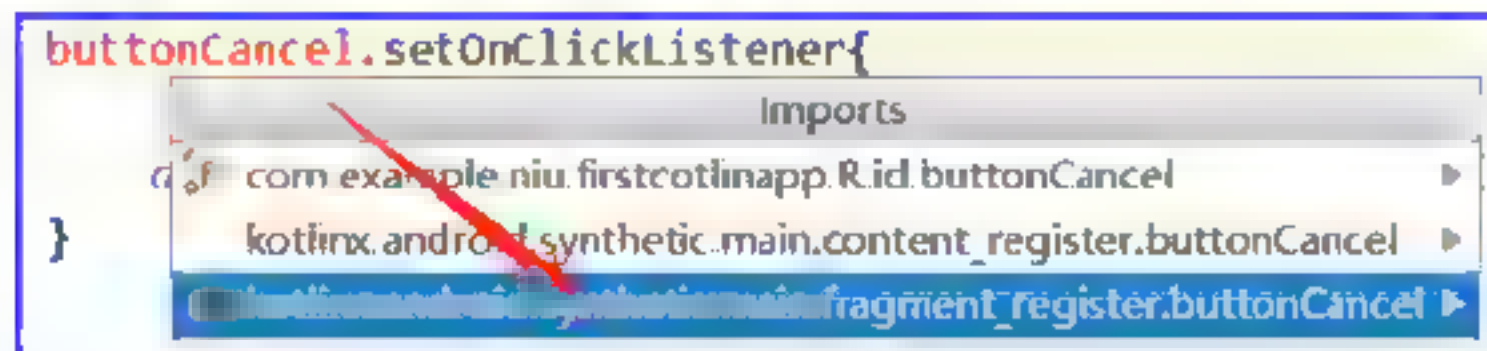 buttonCancel.setOnClickListener{
Imports
com.example.niu.firstcotlinapp.R.id.buttonCancel
}
kotlinx.android.synthetic.main.content_register.buttonCancel
fragment_register.buttonCancel